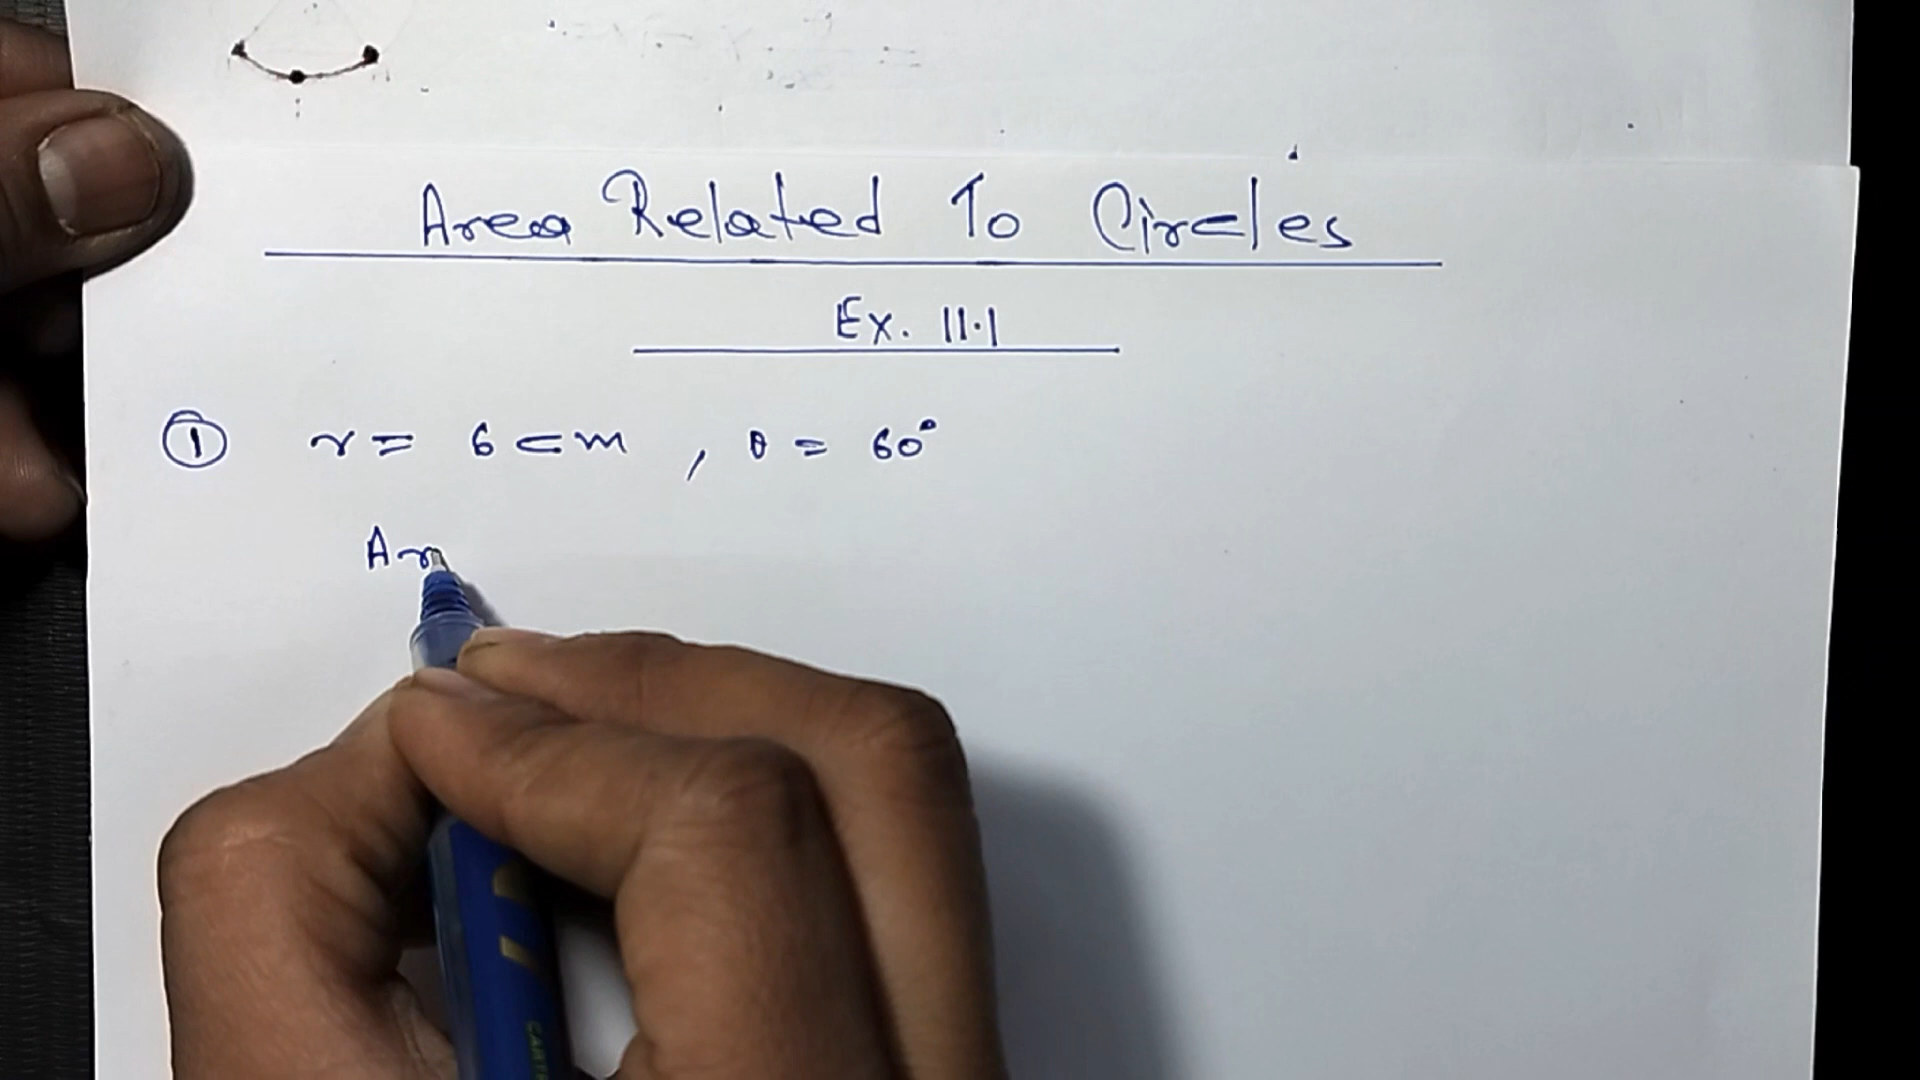 Area Related To Circles
Ex. 11.1
① r = 6 cm , θ = 60°
Ar